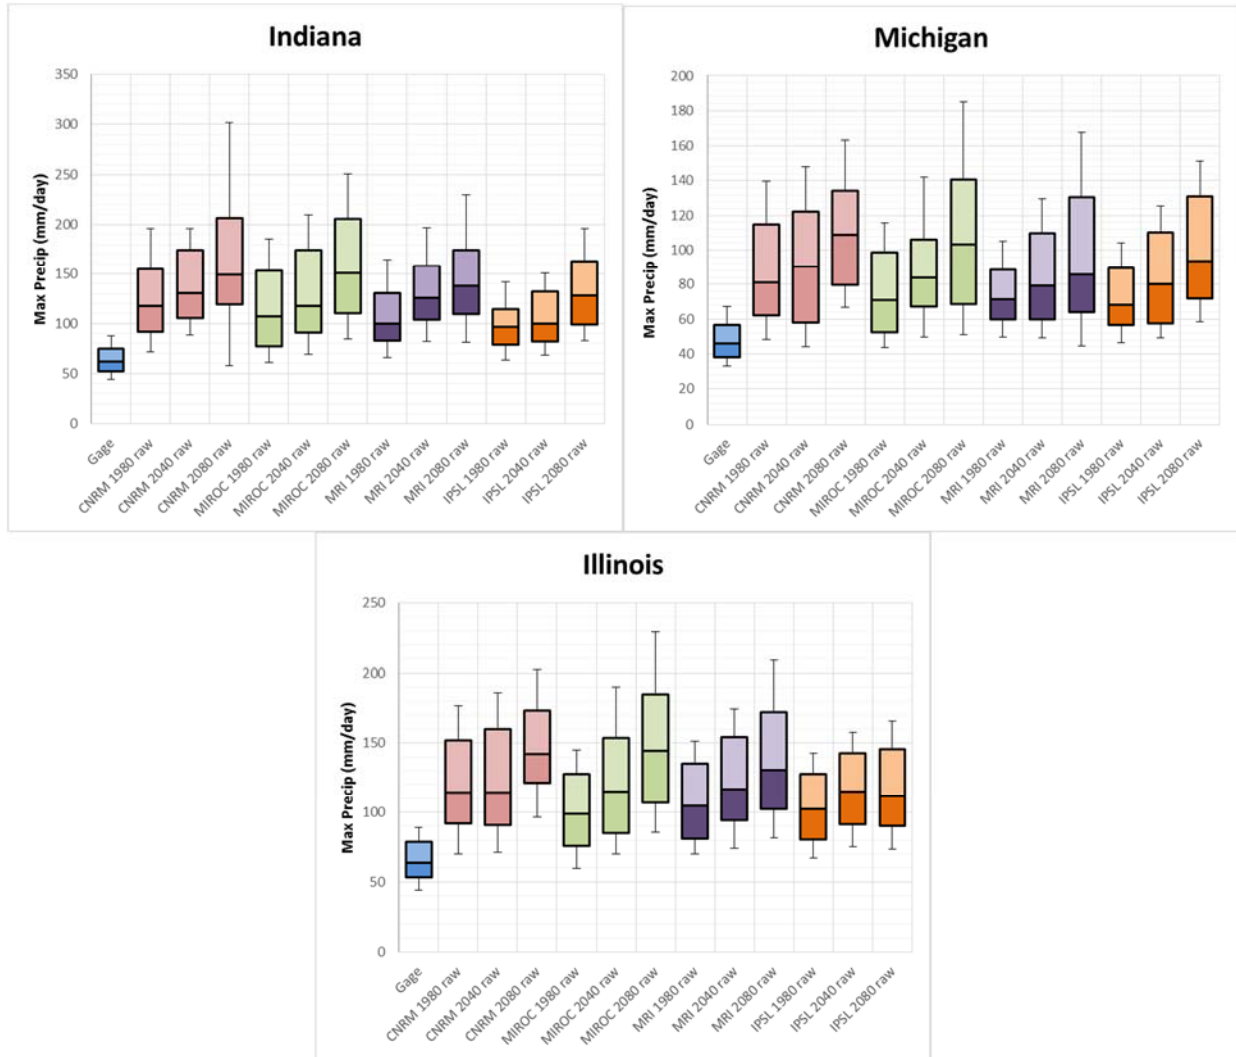 Indiana
Max Precip (mm/day)
350
300
250
200
150
100
50
0
Gage
CNRM 1980 raw
CNRM 2040 raw
CNRM 2080 raw
MIROC 1980 raw
MIROC 2040 raw
MIROC 2080 raw
MRI 1980 raw
MRI 2040 raw
MRI 2080 raw
IPSL 1980 raw
IPSL 2040 raw
IPSL 2080 raw
Michigan
Max Precip (mm/day)
200
180
160
140
120
100
80
60
40
20
0
Gage
CNRM 1980 raw
CNRM 2040 raw
CNRM 2080 raw
MIROC 1980 raw
MIROC 2040 raw
MIROC 2080 raw
MRI 1980 raw
MRI 2040 raw
MRI 2080 raw
IPSL 1980 raw
IPSL 2040 raw
IPSL 2080 raw
Illinois
Max Precip (mm/day)
250
200
150
100
50
0
Gage
CNRM 1980 raw
CNRM 2040 raw
CNRM 2080 raw
MIROC 1980 raw
MIROC 2040 raw
MIROC 2080 raw
MRI 1980 raw
MRI 2040 raw
MRI 2080 raw
IPSL 1980 raw
IPSL 2040 raw
IPSL 2080 raw